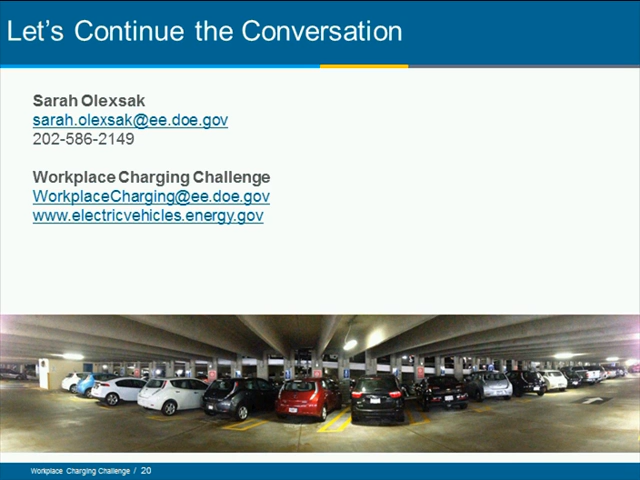 Let's Continue the Conversation
Sarah Olexsak
sarah.olexsak@ee.doe.gov
202-586-2149
Workplace Charging Challenge
WorkplaceCharging@ee.doe.gov
www.electricvehicles.energy.gov
Workplace Charging Challenge / 20